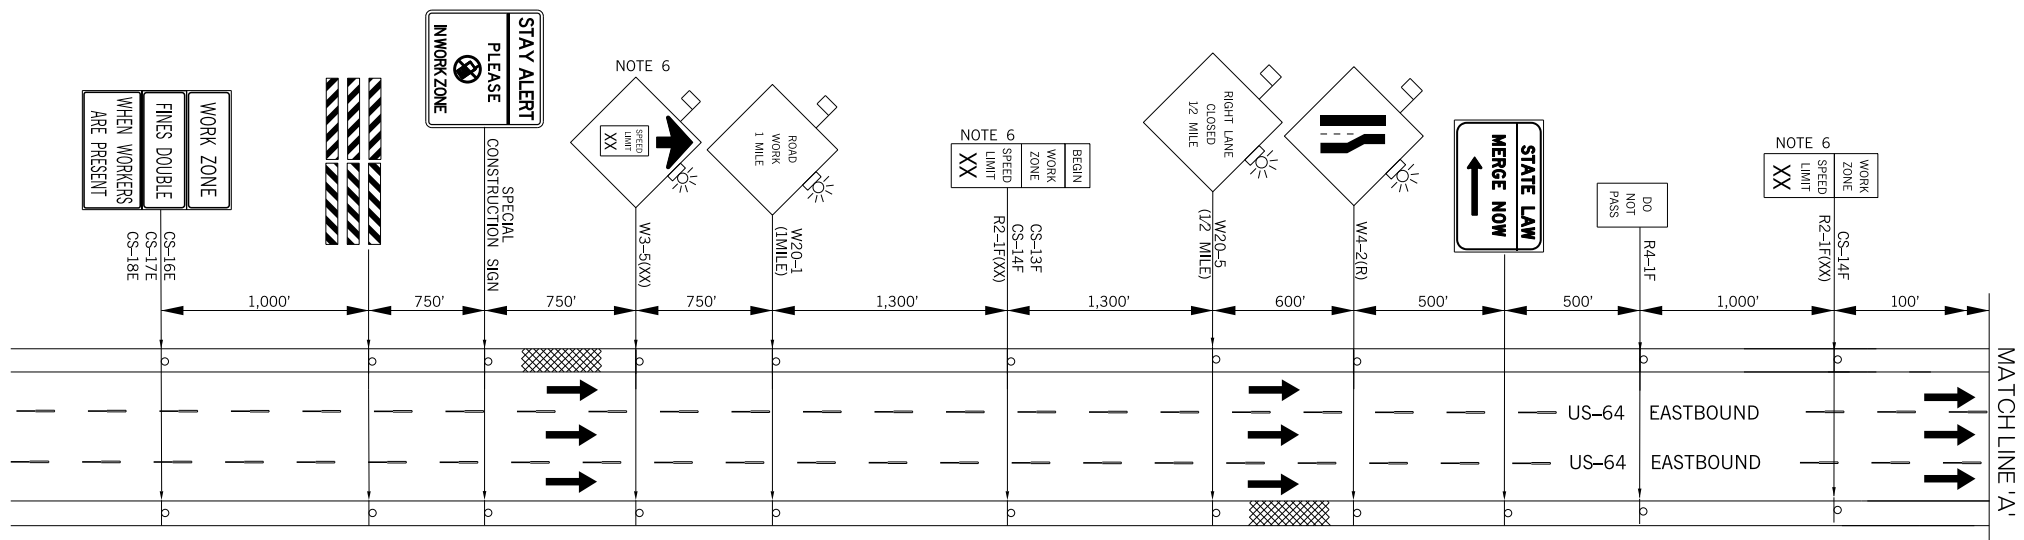 WORK ZONE
FINES DOUBLE
WHEN WORKERS
ARE PRESENT
CS-16E
CS-17E
CS-18E
STAY ALERT
PLEASE
IN WORK ZONE
SPECIAL
CONSTRUCTION SIGN
NOTE 6
SPEED
LIMIT
XX
W3-5(XX)
ROAD
WORK
1 MILE
W20-1
(1MILE)
NOTE 6
BEGIN
WORK
ZONE
SPEED
LIMIT
XX
CS-13F
CS-14F
R2-1F(XX)
RIGHT LANE
CLOSED
1/2 MILE
W20-5
(1/2 MILE)
W4-2(R)
STATE LAW
MERGE NOW
DO
NOT
PASS
R4-1F
NOTE 6
WORK
ZONE
SPEED
LIMIT
XX
CS-14F
R2-1F(XX)
1,000' 750' 750' 750' 1,300' 1,300' 600' 500' 500' 1,000' 100'
US-64 EASTBOUND
US-64 EASTBOUND
MATCH LINE 'A'